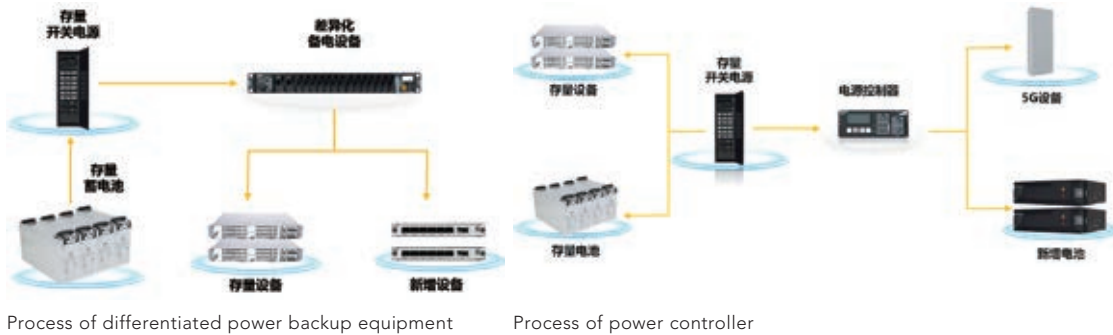 存量
开关电源
差异化
备电设备
存量
蓄电池
存量设备
新增设备
Process of differentiated power backup equipment
存量设备
存量
开关电源
电源控制器
5G设备
存量电池
新增电池
Process of power controller